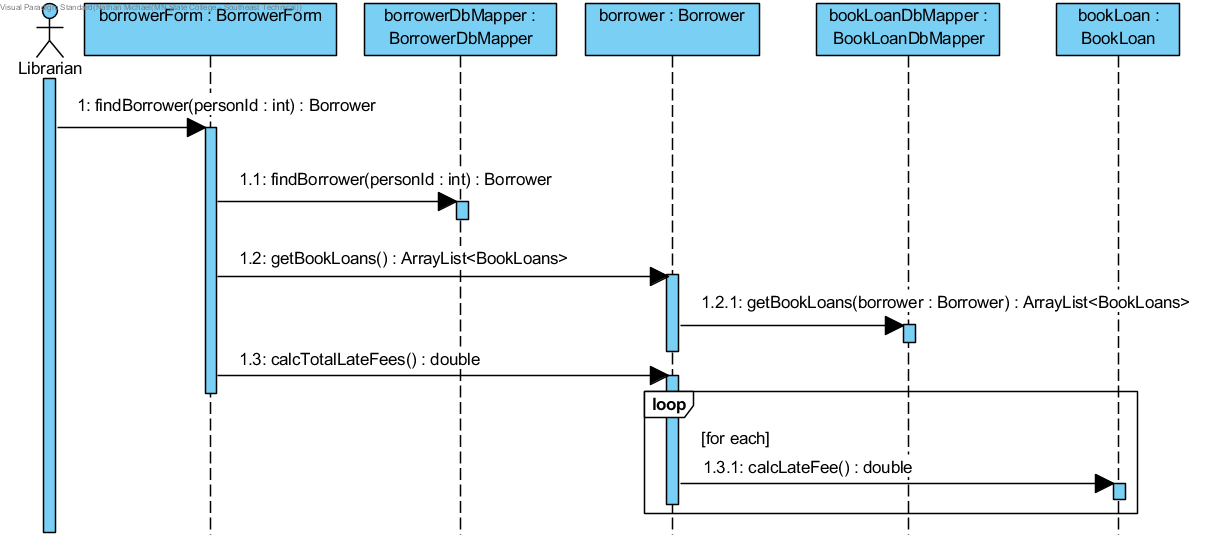 Visual Paradigm Standard(Nathan Michael(MN State College - Southeast Technical))
borrowerForm : BorrowerForm
borrowerDbMapper :
BorrowerDbMapper
borrower : Borrower
bookLoanDbMapper :
BookLoanDbMapper
bookLoan :
BookLoan
Librarian
1: findBorrower(personId : int) : Borrower
1.1: findBorrower(personId : int) : Borrower
1.2: getBookLoans() : ArrayList<BookLoans>
1.2.1: getBookLoans(borrower : Borrower) : ArrayList<BookLoans>
1.3: calcTotalLateFees() : double
loop
[for each]
1.3.1: calcLateFee() : double